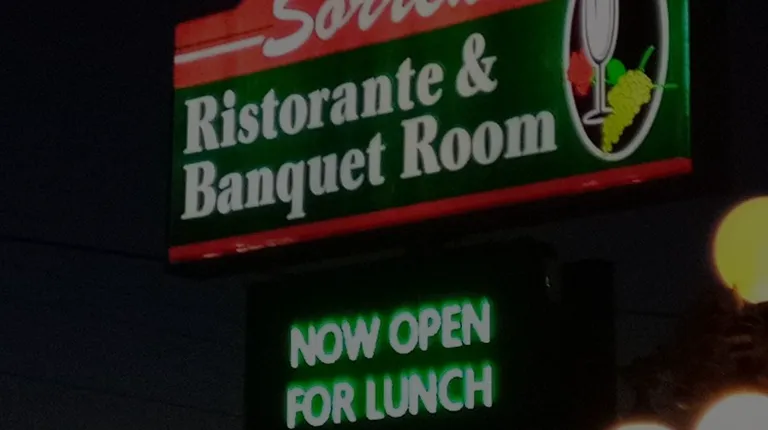 Ristorante &
Banquet Room
NOW OPEN
FOR LUNCH